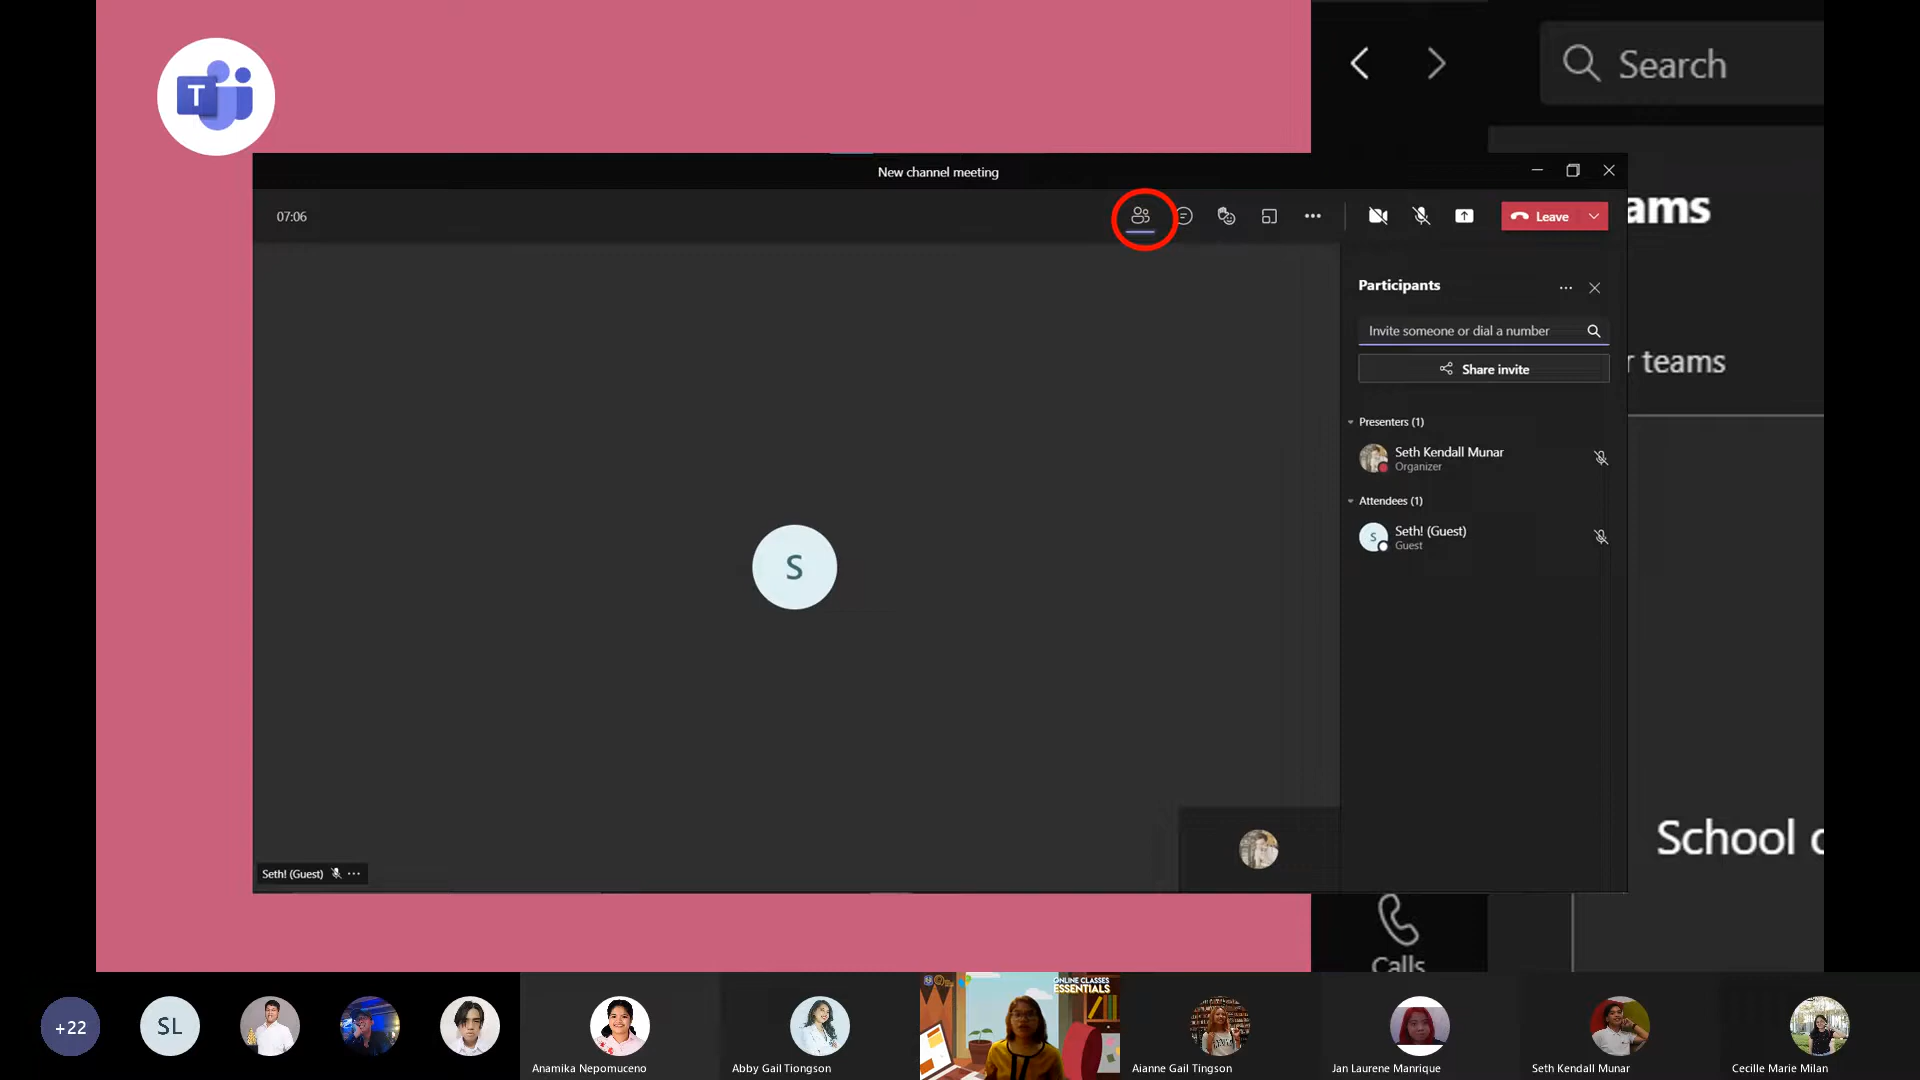 T
Search
New channel meeting
07:06
Leave
ams
Participants
Invite someone or dial a number
r teams
Share invite
Presenters (1)
Seth Kendall Munar
Organizer
Attendees (1)
S
Seth! (Guest)
Guest
S
School c
Seth! (Guest)
Calls
ONLINE CLASSES
ESSENTIALS
+22
SL
Anamika Nepomuceno
Abby Gail Tiongson
Aianne Gail Tingson
Jan Laurene Manrique
Seth Kendall Munar
Cecille Marie Milan